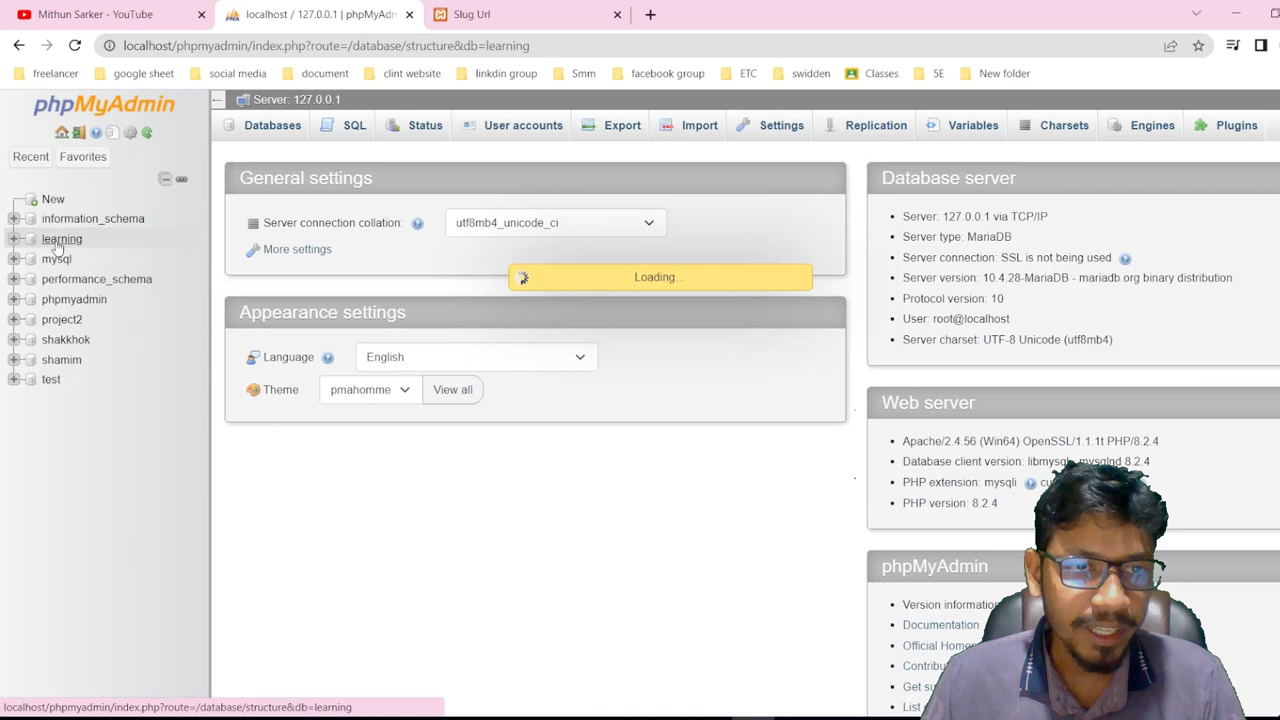 Mithun Sarker - YouTube
localhost / 127.0.0.1 | phpMyAdm
Slug Url
localhost/phpmyadmin/index.php?route=/database/structure&db=learning
freelancer
google sheet
social media
document
clint website
linkdin group
Smm
facebook group
ETC
swidden
Classes
5E
New folder
phpMyAdmin
Recent
Favorites
New
information_schema
learning
mysql
performance_schema
phpmyadmin
project2
shakkhok
shamim
test
Server: 127.0.0.1
Databases
SQL
Status
User accounts
Export
Import
Settings
Replication
Variables
Charsets
Engines
Plugins
General settings
Server connection collation:
utf8mb4_unicode_ci
More settings
Loading…
Appearance settings
Language
English
Theme
pmahomme
View all
Database server
Server: 127.0.0.1 via TCP/IP
Server type: MariaDB
Server connection: SSL is not being used
Server version: 10.4.28-MariaDB - mariadb.org binary distribution
Protocol version: 10
User: root@localhost
Server charset: UTF-8 Unicode (utf8mb4)
Web server
Apache/2.4.56 (Win64) OpenSSL/1.1.1t PHP/8.2.4
Database client version: libmysql - mysqlnd 8.2.4
PHP extension: mysqli
PHP version: 8.2.4
phpMyAdmin
Version information
Documentation
Official
Get
localhost/phpmyadmin/index.php?route=/database/structure&db=learning